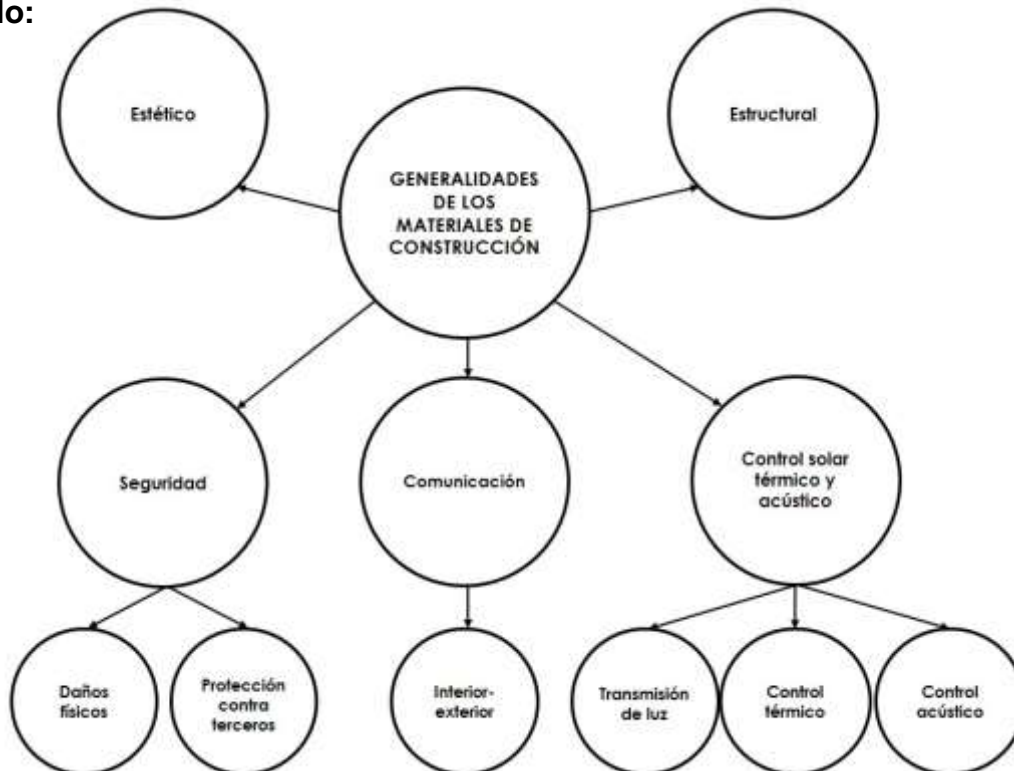 lo:
Estético
Estructural
GENERALIDADES
DE LOS
MATERIALES DE
CONSTRUCCIÓN
Seguridad
Comunicación
Control solar
térmico y
acústico
Daños
físicos
Protección
contra
terceros
Interior-
exterior
Transmisión
de luz
Control
térmico
Control
acústico